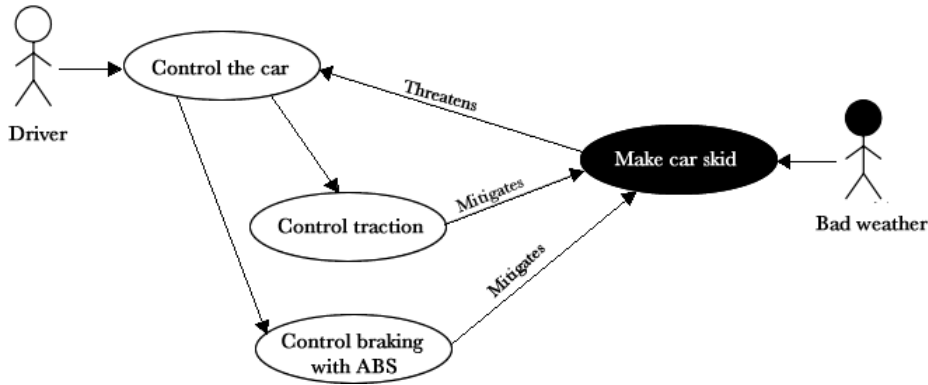 Control the car
Driver
Threatens
Make car skid
Bad weather
Mitigates
Control traction
Mitigates
Control braking
with ABS